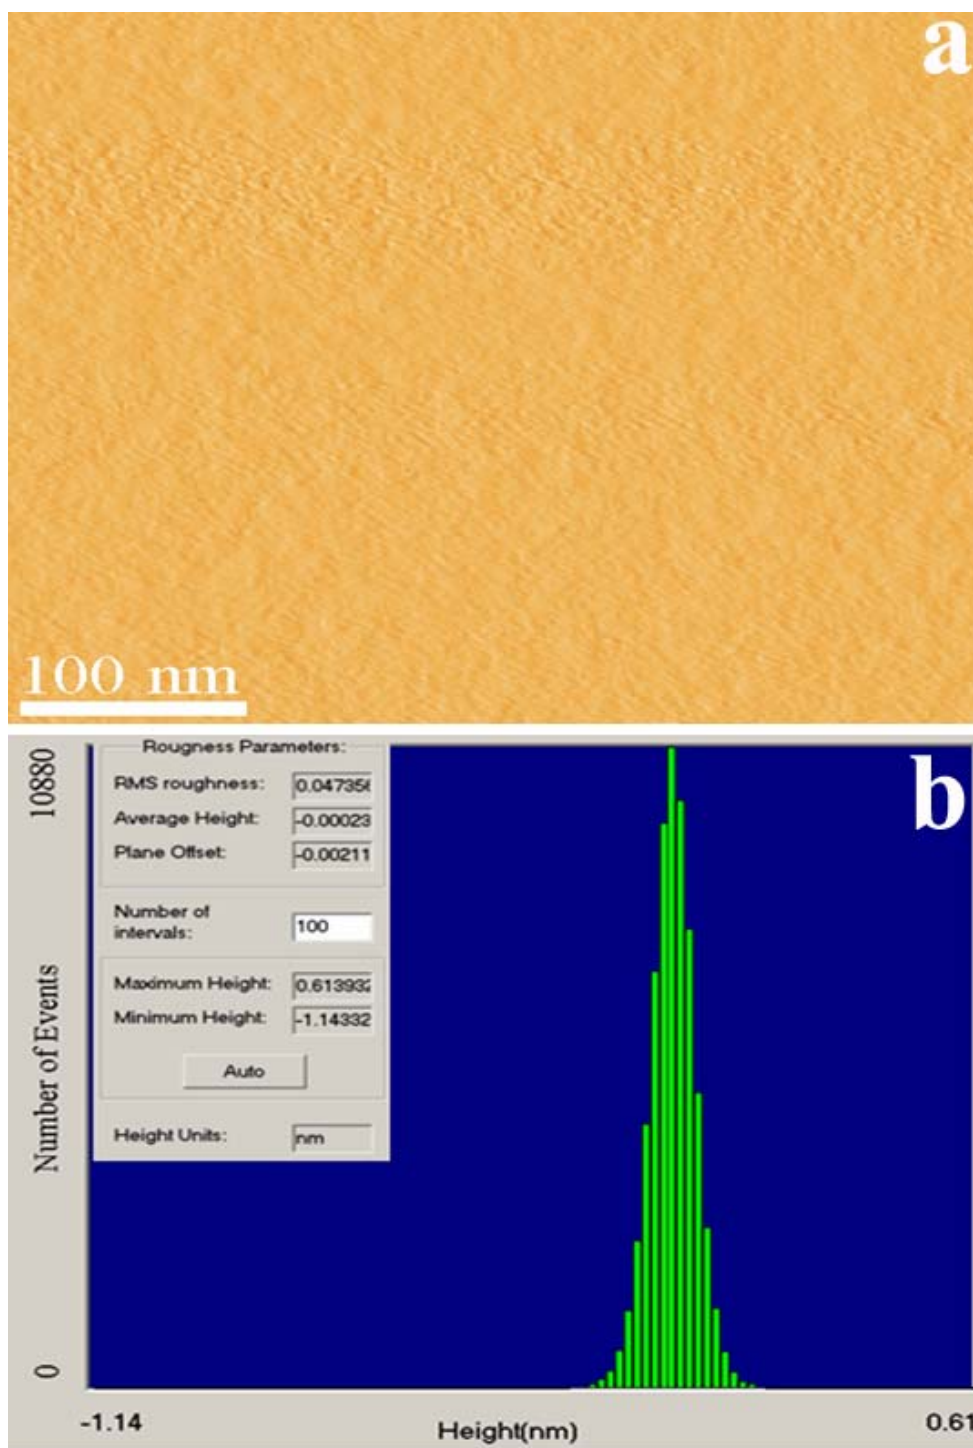 a
100 nm
b
10880
Number of Events
0
Rougness Parameters:
RMS roughness:
0.047356
Average Height:
-0.00023
Plane Offset:
-0.00211
Number of
intervals:
100
Maximum Height:
0.613932
Minimum Height:
-1.14332
Auto
Height Units:
nm
-1.14
Height(nm)
0.61